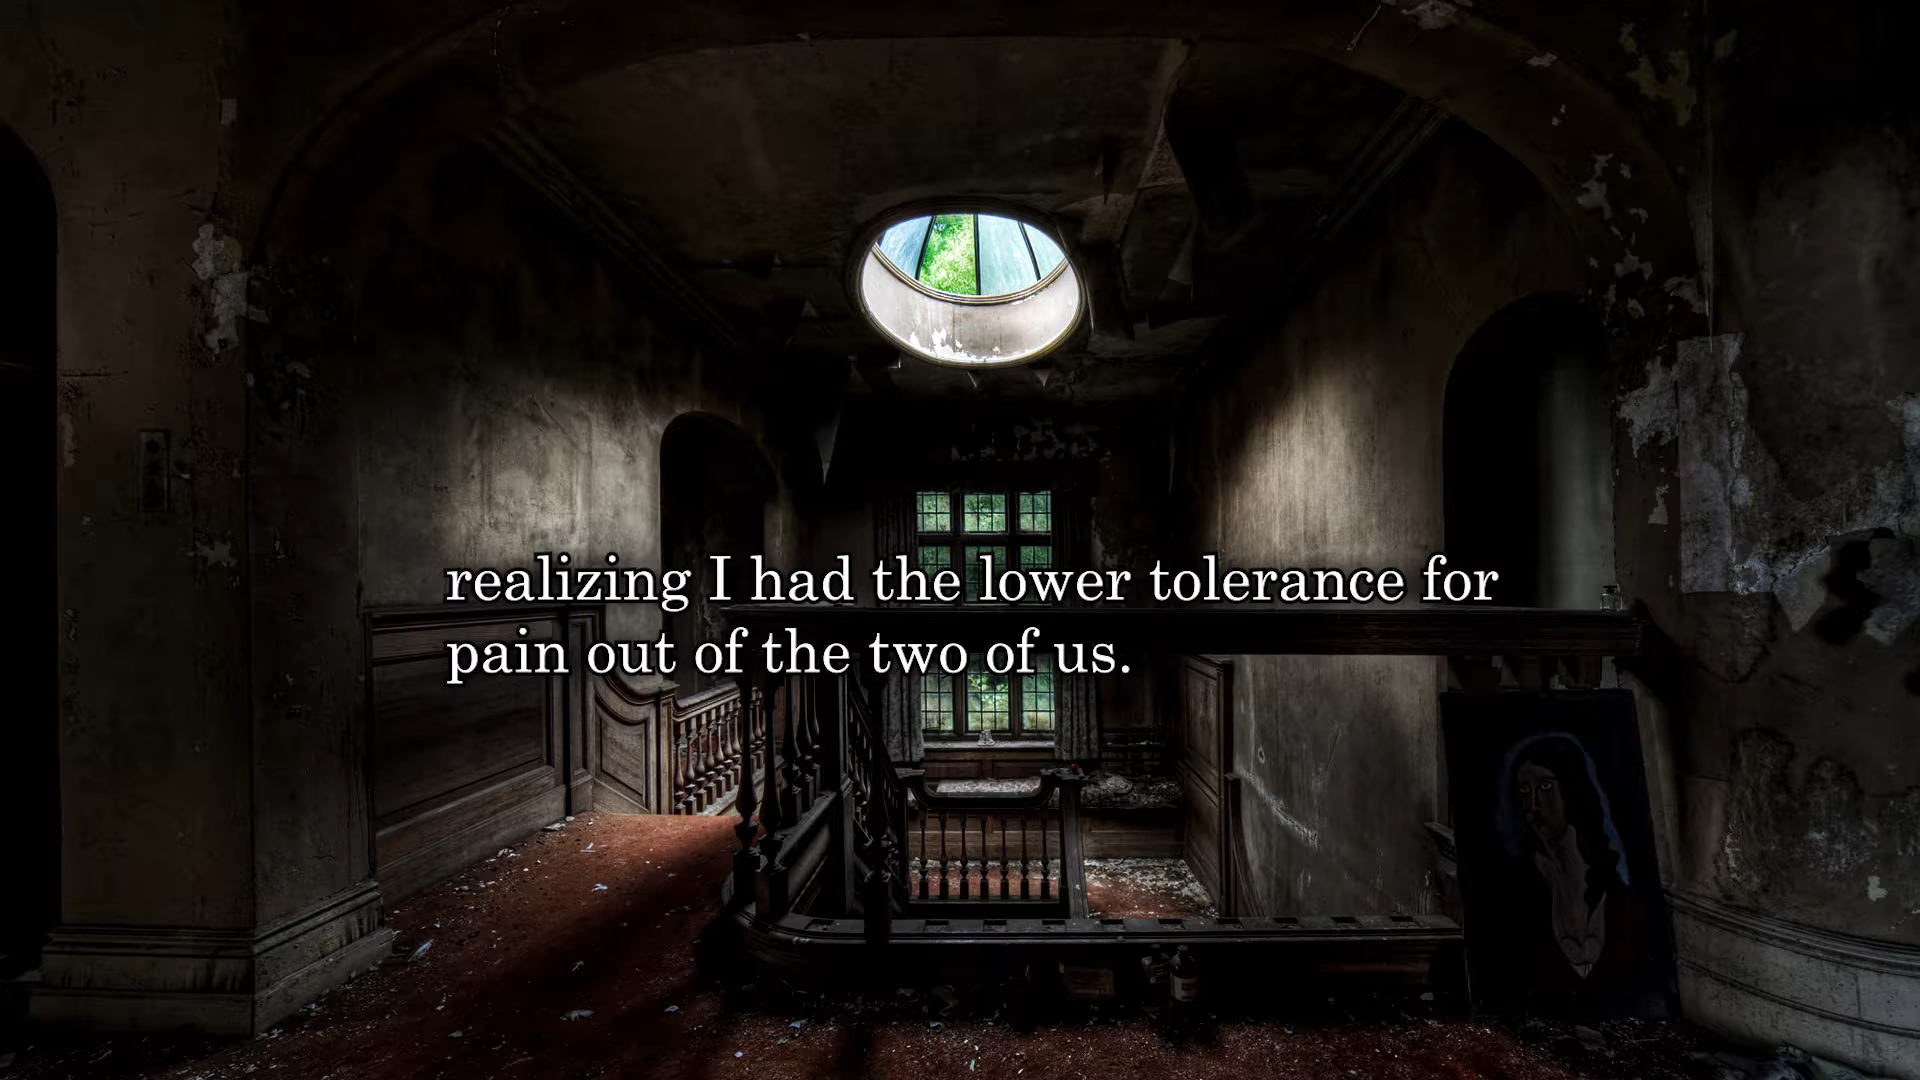 realizing I had the lower tolerance for
pain out of the two of us.